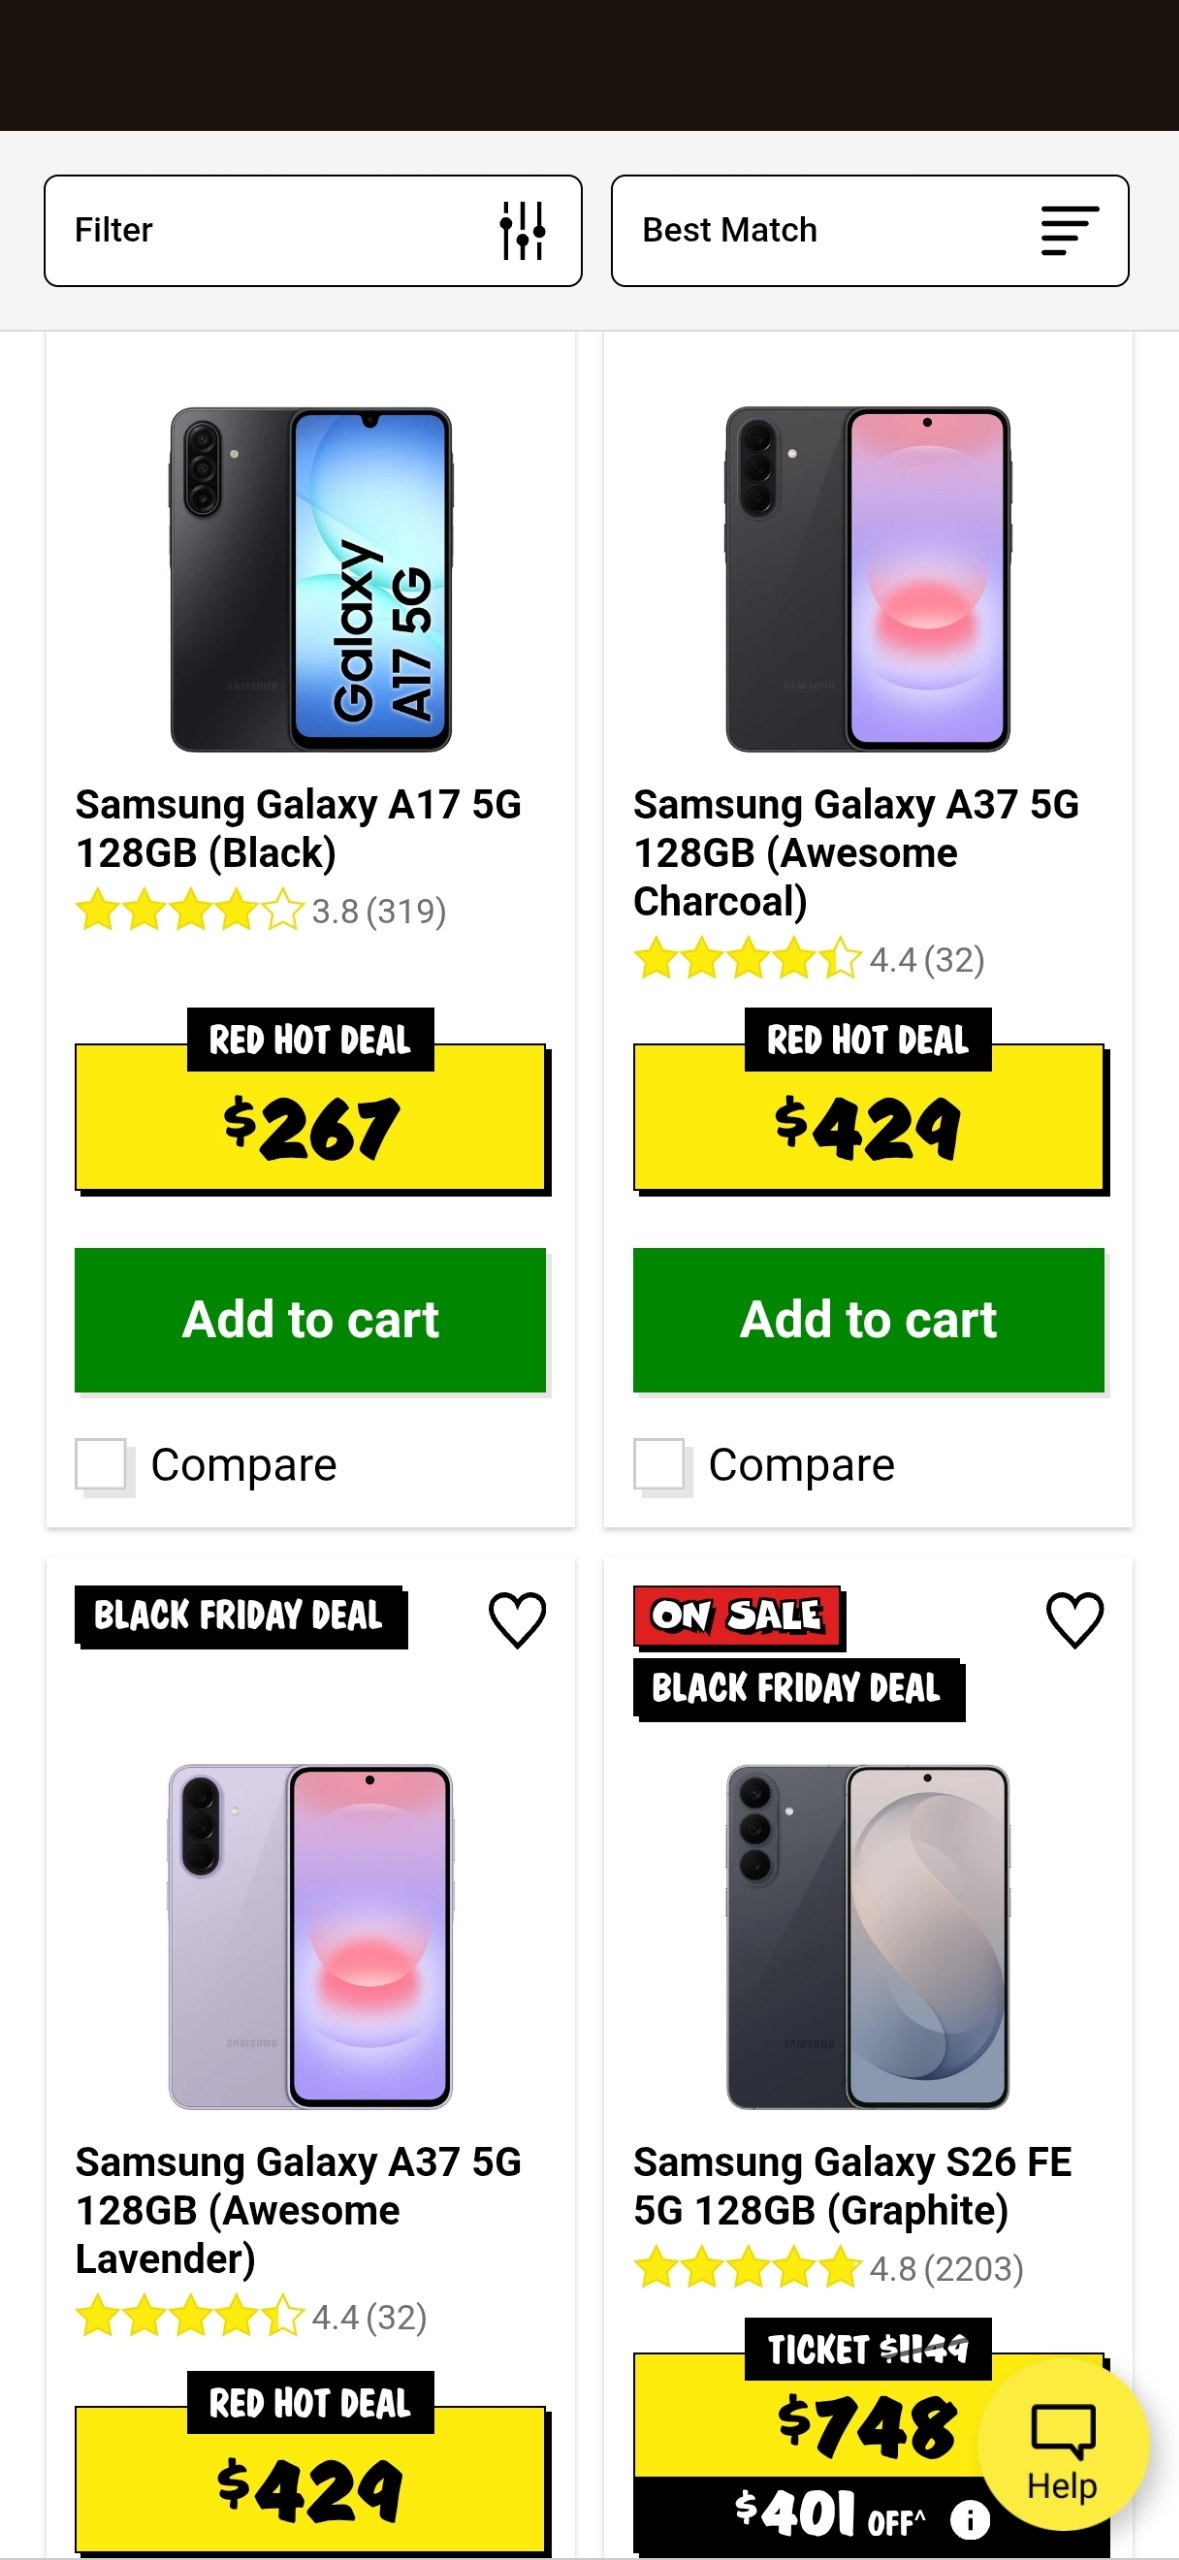 Filter
Best Match
Galaxy
A17 5G
SAMSUNG
SAMSUNG
Samsung Galaxy A17 5G
128GB (Black)
3.8 (319)
RED HOT DEAL
$267
Add to cart
Compare
Samsung Galaxy A37 5G
128GB (Awesome
Charcoal)
4.4 (32)
RED HOT DEAL
$429
Add to cart
Compare
BLACK FRIDAY DEAL
SAMSUNG
Samsung Galaxy A37 5G
128GB (Awesome
Lavender)
4.4 (32)
RED HOT DEAL
$429
ON SALE
BLACK FRIDAY DEAL
SAMSUNG
Samsung Galaxy S26 FE
5G 128GB (Graphite)
4.8 (2203)
TICKET $1149
$748
$401 OFF^
i
Help